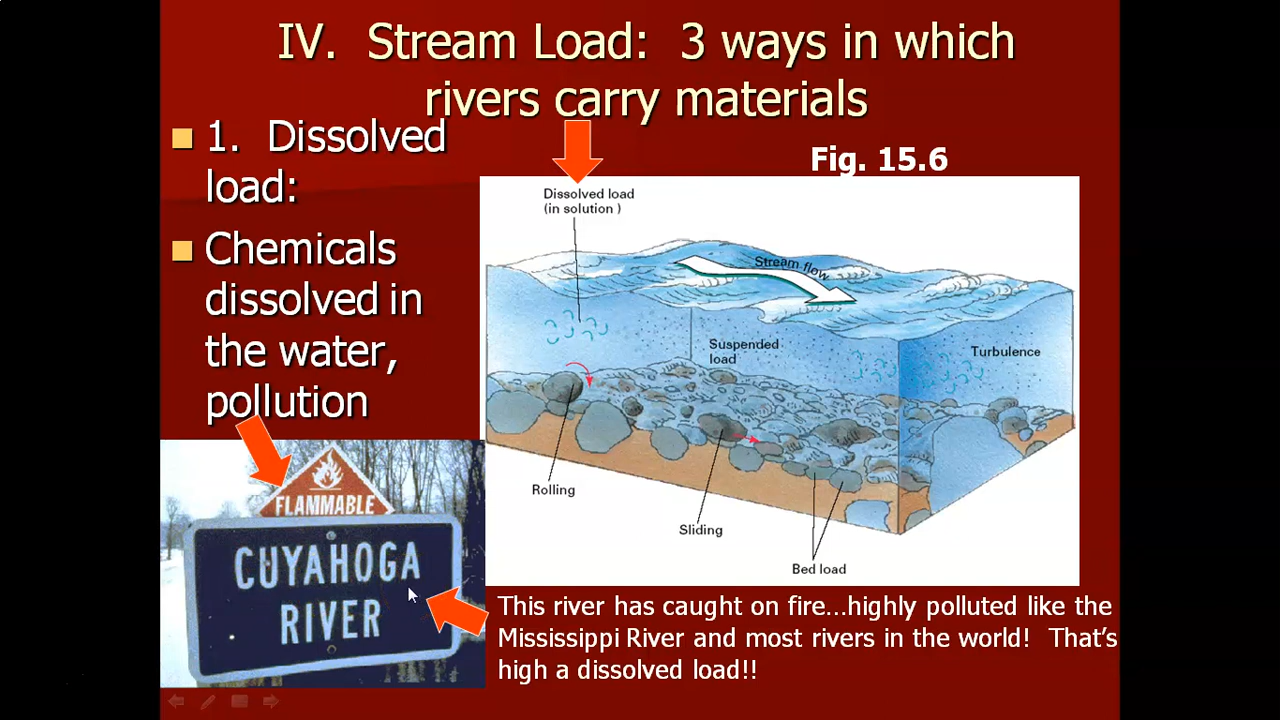 IV.  Stream Load:  3 ways in which
rivers carry materials
1.  Dissolved
load:
Chemicals
dissolved in
the water,
pollution
Fig. 15.6
Dissolved load
(in solution )
Stream flow
Suspended
load
Turbulence
Rolling
Sliding
Bed load
FLAMMABLE
CUYAHOGA
RIVER
This river has caught on fire...highly polluted like the
Mississippi River and most rivers in the world!  That's
high a dissolved load!!